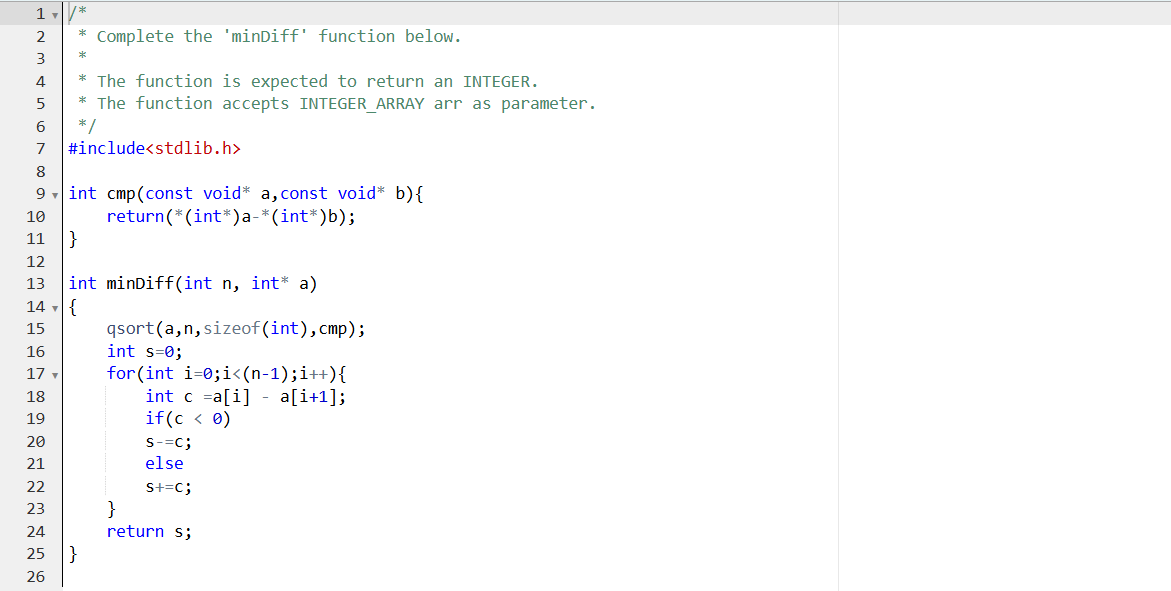 1 /*
2 * Complete the 'minDiff' function below.
3 *
4 * The function is expected to return an INTEGER.
5 * The function accepts INTEGER_ARRAY arr as parameter.
6 */
7 #include<stdlib.h>
8
9 int cmp(const void* a,const void* b){
10     return(*(int*)a-*(int*)b);
11 }
12
13 int minDiff(int n, int* a)
14 {
15     qsort(a,n,sizeof(int),cmp);
16     int s=0;
17     for(int i=0;i<(n-1);i++){
18         int c =a[i] - a[i+1];
19         if(c < 0)
20         s-=c;
21         else
22         s+=c;
23     }
24     return s;
25 }
26